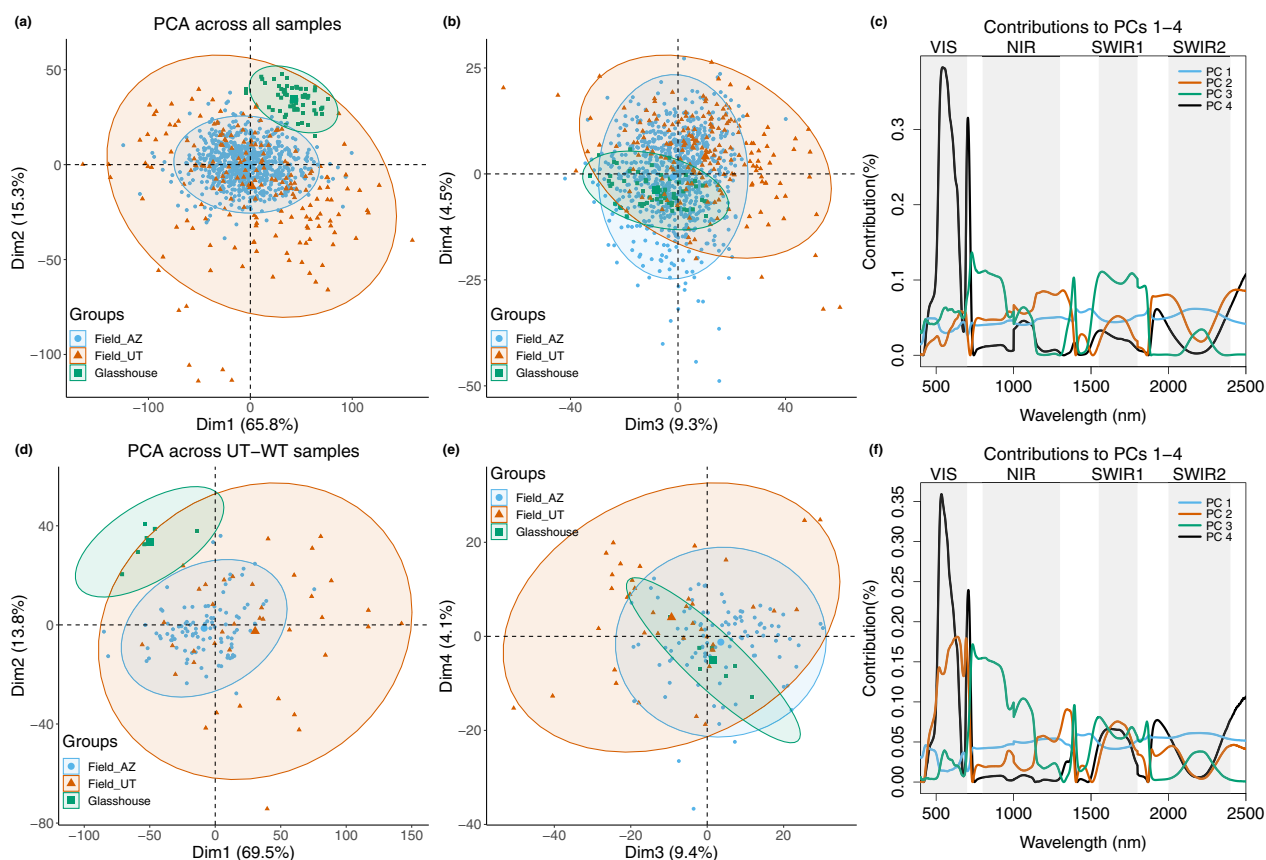 (a)
PCA across all samples
50
0
−50
−100
Dim2 (15.3%)
Groups
Field_AZ
Field_UT
Glasshouse
−100
0
100
Dim1 (65.8%)
(b)
25
0
−25
−50
Dim4 (4.5%)
Groups
Field_AZ
Field_UT
Glasshouse
−40
0
40
Dim3 (9.3%)
(c)
Contributions to PCs 1−4
VIS NIR SWIR1 SWIR2
PC 1
PC 2
PC 3
PC 4
0.3
0.2
0.1
0.0
Contribution(%)
500 1000 1500 2000 2500
Wavelength (nm)
(d)
PCA across UT−WT samples
40
0
−40
−80
Dim2 (13.8%)
Groups
Field_AZ
Field_UT
Glasshouse
−100 −50 0 50 100 150
Dim1 (69.5%)
(e)
Groups
Field_AZ
Field_UT
Glasshouse
20
0
−20
−40
Dim4 (4.1%)
−40 −20 0 20
Dim3 (9.4%)
(f)
Contributions to PCs 1−4
VIS NIR SWIR1 SWIR2
PC 1
PC 2
PC 3
PC 4
0.35
0.30
0.25
0.20
0.15
0.10
0.05
0.00
Contribution(%)
500 1000 1500 2000 2500
Wavelength (nm)